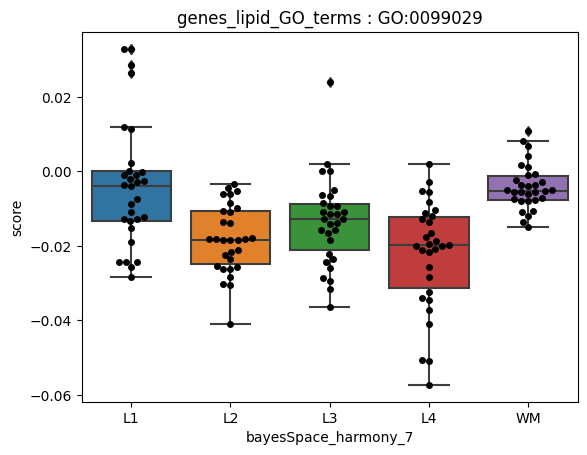 genes_lipid_GO_terms : GO:0099029
score
0.02
0.00
−0.02
−0.04
−0.06
L1 L2 L3 L4 WM
bayesSpace_harmony_7